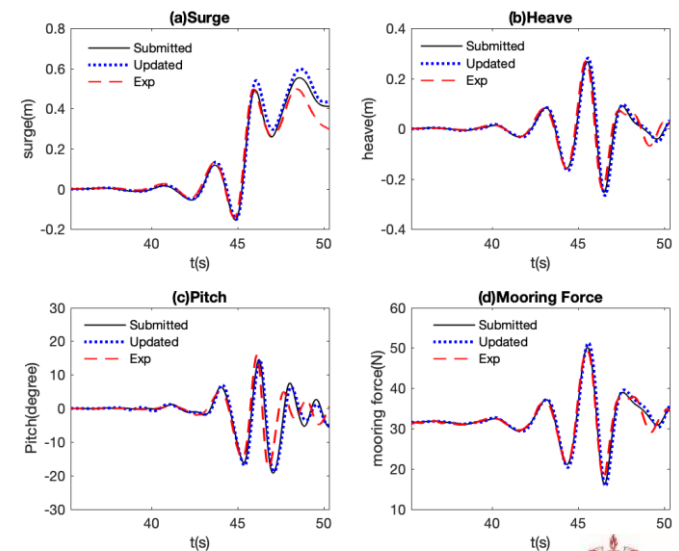 (a)Surge
0.8
0.6
0.4
0.2
0
-0.2
surge(m)
Submitted
Updated
Exp
40
45
50
t(s)
(b)Heave
0.4
0.2
0
-0.2
-0.4
heave(m)
Submitted
Updated
Exp
40
45
50
t(s)
(c)Pitch
30
20
10
0
-10
-20
-30
Pitch(degree)
Submitted
Updated
Exp
40
45
50
t(s)
(d)Mooring Force
60
50
40
30
20
10
mooring force(N)
Submitted
Updated
Exp
40
45
50
t(s)